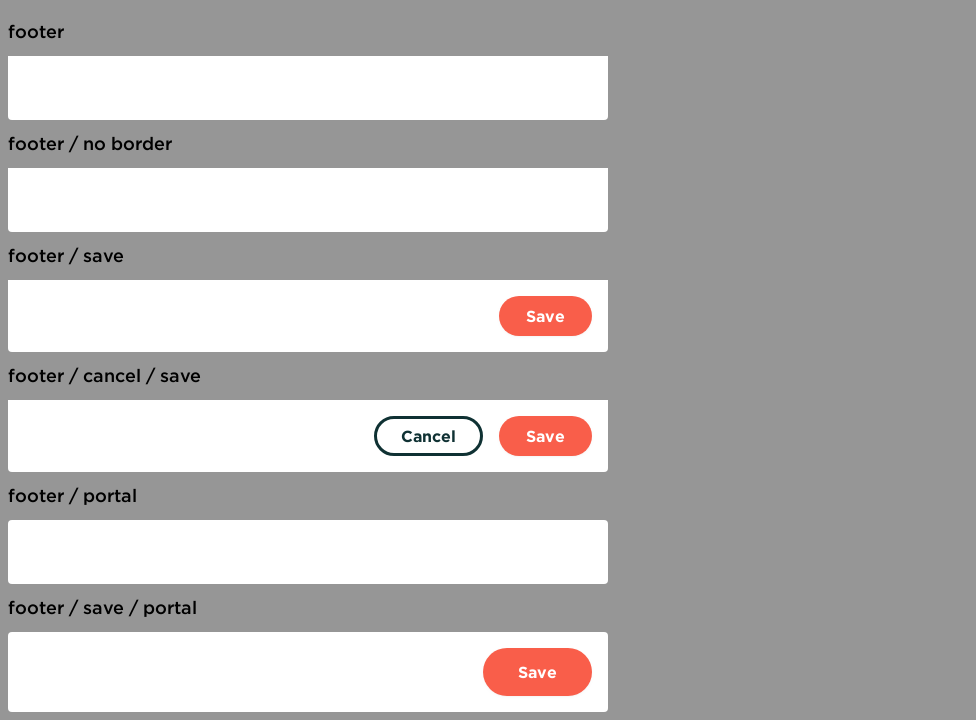 footer
footer / no border
footer / save
Save
footer / cancel / save
Cancel Save
footer / portal
footer / save / portal
Save